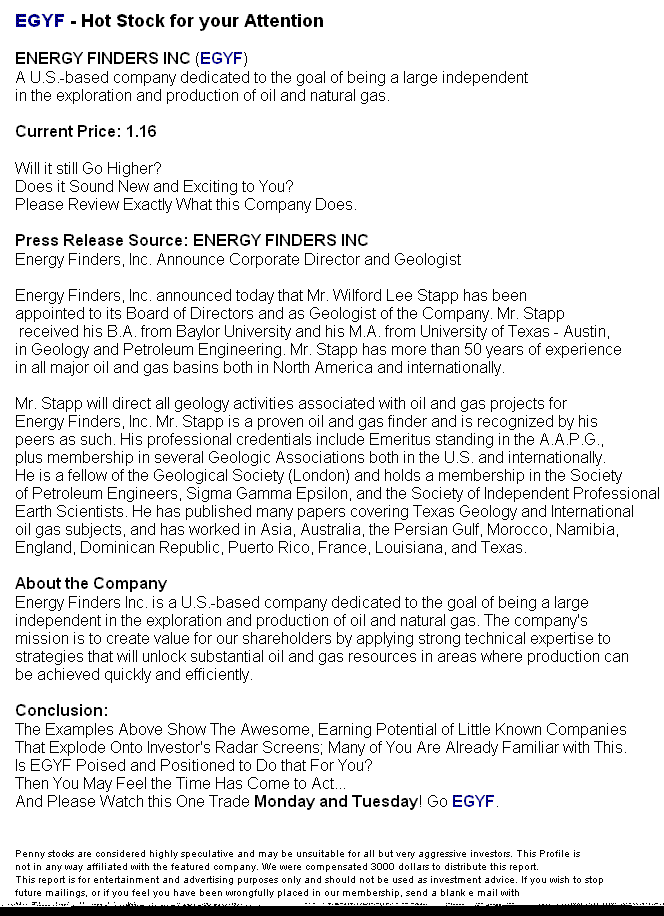 EGYF - Hot Stock for your Attention
ENERGY FINDERS INC (EGYF)
A U.S.-based company dedicated to the goal of being a large independent
in the exploration and production of oil and natural gas.
Current Price: 1.16
Will it still Go Higher?
Does it Sound New and Exciting to You?
Please Review Exactly What this Company Does.
Press Release Source: ENERGY FINDERS INC
Energy Finders, Inc. Announce Corporate Director and Geologist
Energy Finders, Inc. announced today that Mr. Wilford Lee Stapp has been
appointed to its Board of Directors and as Geologist of the Company. Mr. Stapp
received his B.A. from Baylor University and his M.A. from University of Texas - Austin,
in Geology and Petroleum Engineering. Mr. Stapp has more than 50 years of experience
in all major oil and gas basins both in North America and internationally.
Mr. Stapp will direct all geology activities associated with oil and gas projects for
Energy Finders, Inc. Mr. Stapp is a proven oil and gas finder and is recognized by his
peers as such. His professional credentials include Emeritus standing in the A.A.P.G.,
plus membership in several Geologic Associations both in the U.S. and internationally.
He is a fellow of the Geological Society (London) and holds a membership in the Society
of Petroleum Engineers, Sigma Gamma Epsilon, and the Society of Independent Professional
Earth Scientists. He has published many papers covering Texas Geology and International
oil gas subjects, and has worked in Asia, Australia, the Persian Gulf, Morocco, Namibia,
England, Dominican Republic, Puerto Rico, France, Louisiana, and Texas.
About the Company
Energy Finders Inc. is a U.S.-based company dedicated to the goal of being a large
independent in the exploration and production of oil and natural gas. The company's
mission is to create value for our shareholders by applying strong technical expertise to
strategies that will unlock substantial oil and gas resources in areas where production can
be achieved quickly and efficiently.
Conclusion:
The Examples Above Show The Awesome, Earning Potential of Little Known Companies
That Explode Onto Investor's Radar Screens; Many of You Are Already Familiar with This.
Is EGYF Poised and Positioned to Do that For You?
Then You May Feel the Time Has Come to Act...
And Please Watch this One Trade Monday and Tuesday! Go EGYF.
Penny stocks are considered highly speculative and may be unsuitable for all but very aggressive investors. This Profile is
not in any way affiliated with the featured company. We were compensated 3000 dollars to distribute this report.
This report is for entertainment and advertising purposes only and should not be used as investment advice. If you wish to stop
future mailings, or if you feel you have been wrongfully placed in our membership, send a blank e mail with